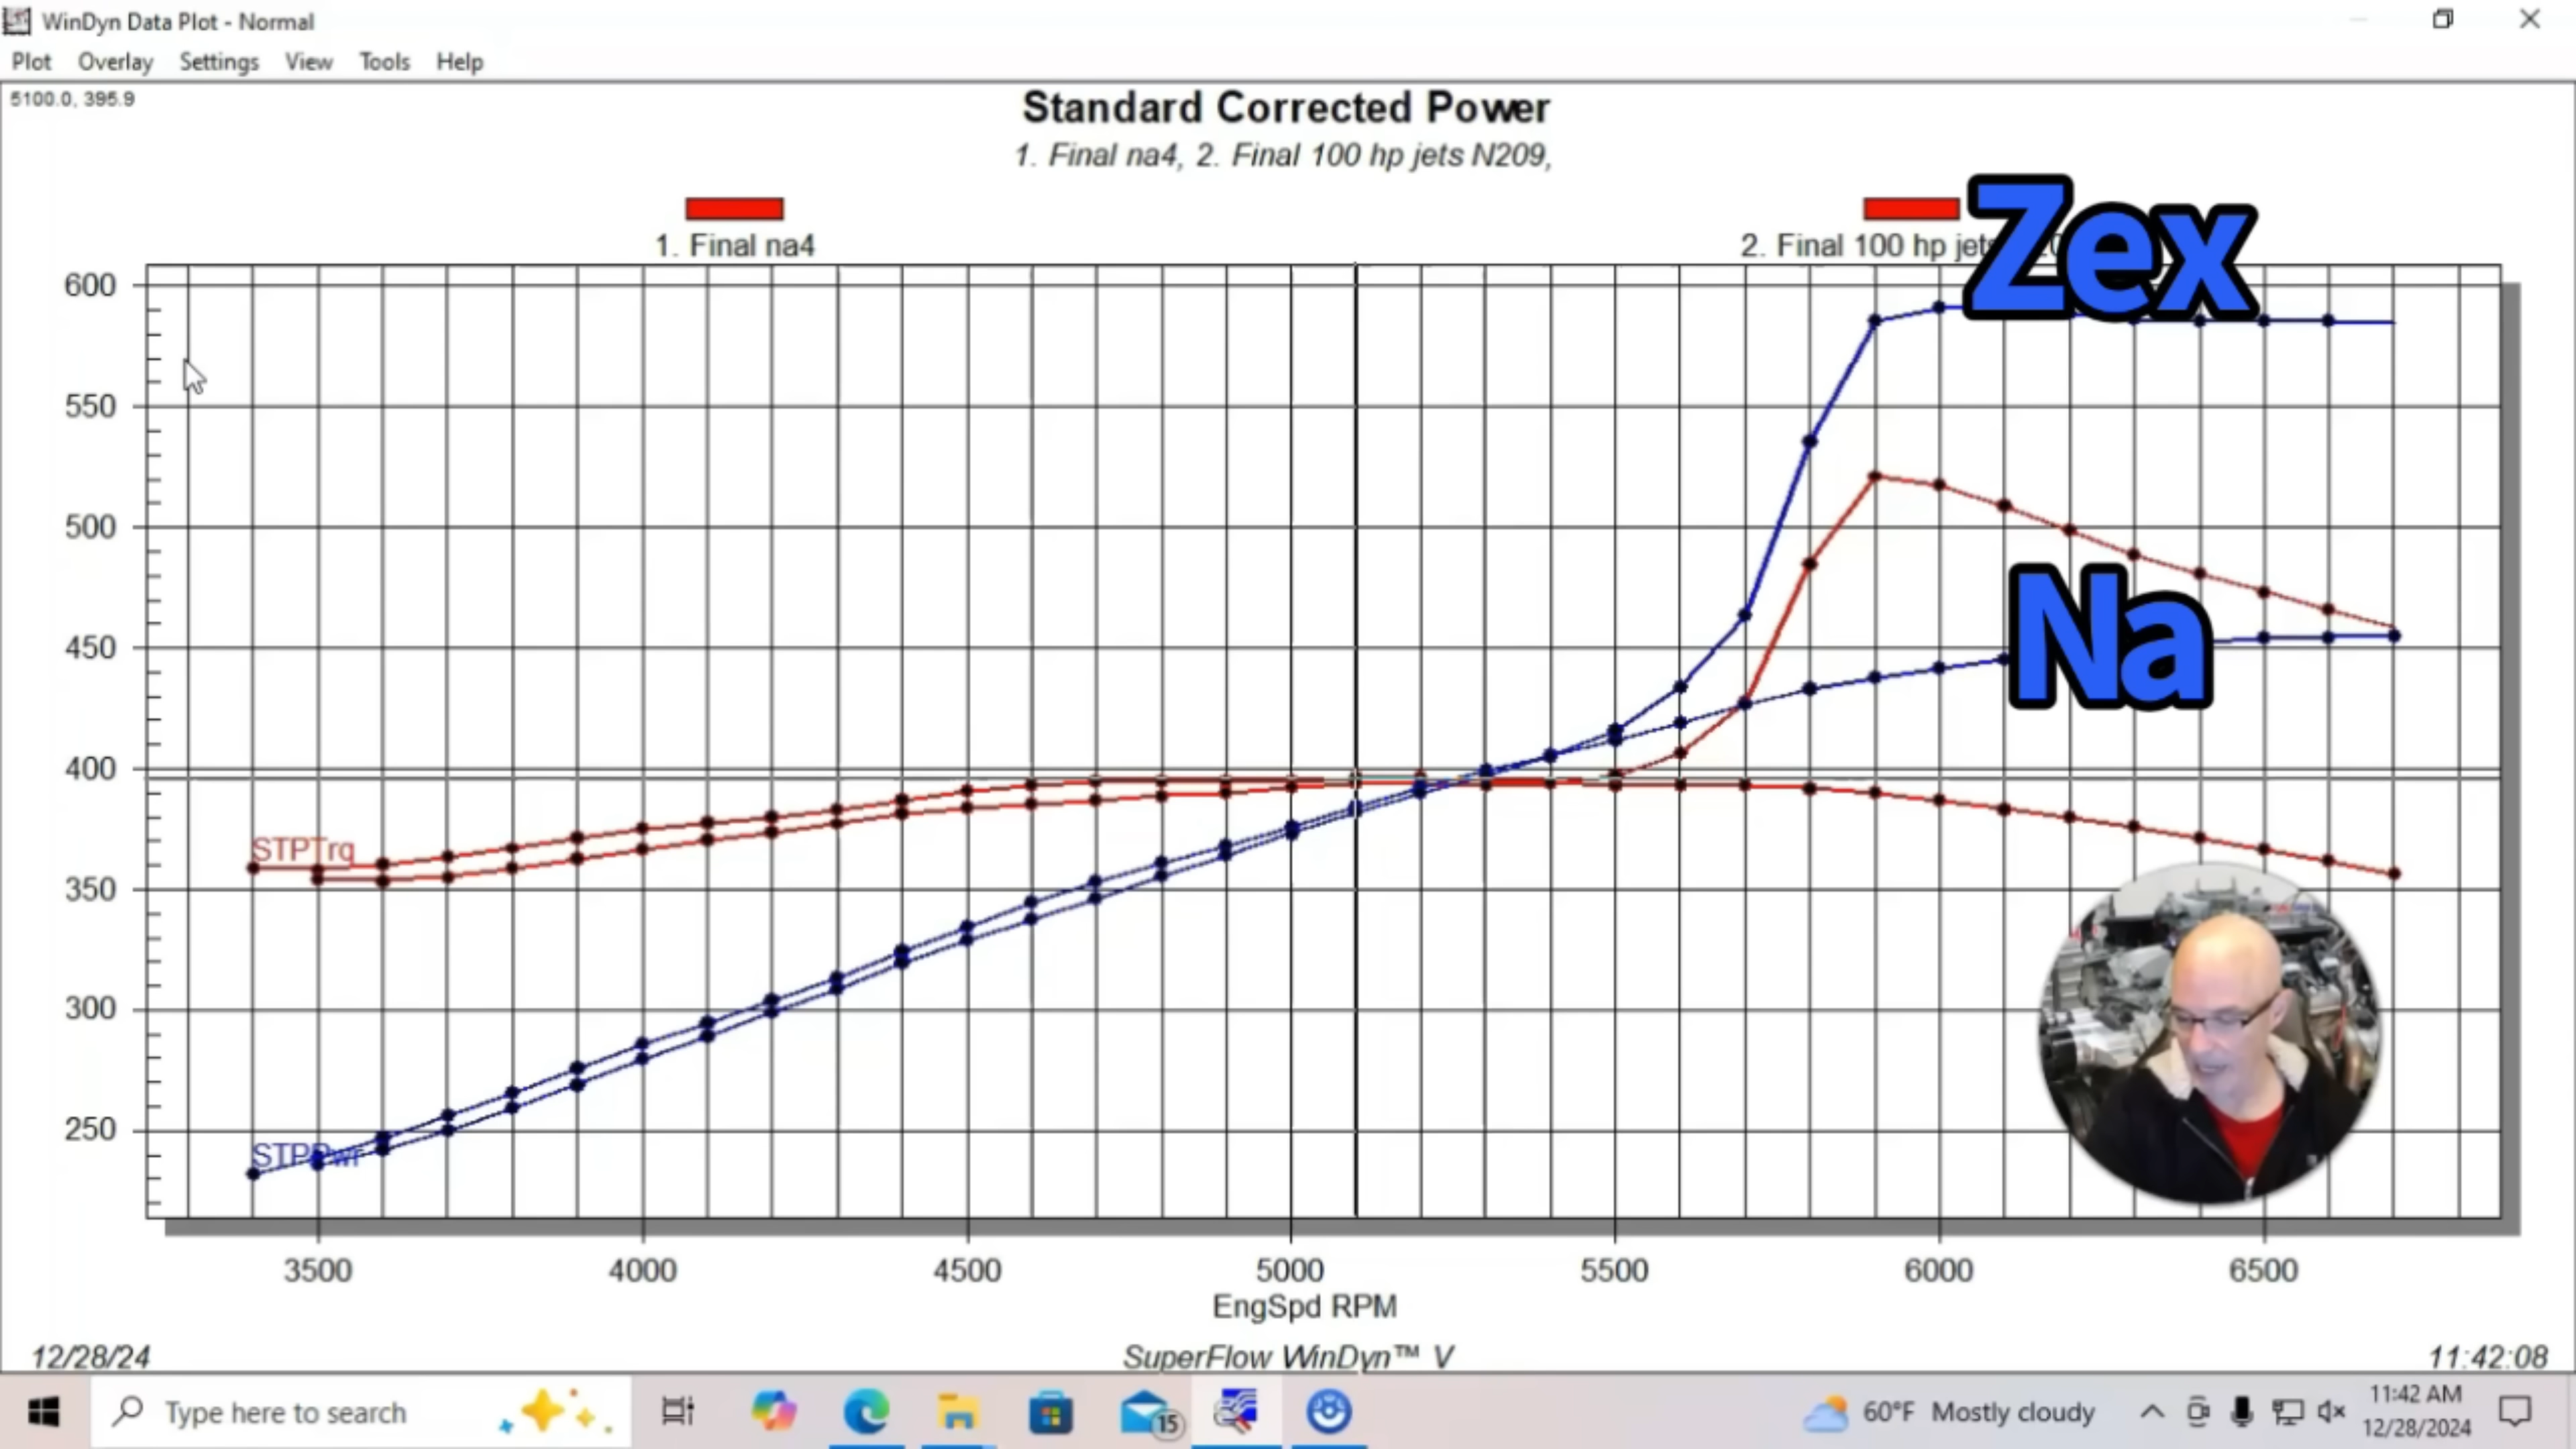 WinDyn Data Plot - Normal
Plot Overlay Settings View Tools Help
5100.0, 395.9
Standard Corrected Power
1. Final na4, 2. Final 100 hp jets N209,
1. Final na4
2. Final 100 hp jets
Zex
Na
600
550
500
450
400
350
300
250
STPTrq
STPPwr
3500 4000 4500 5000 5500 6000 6500
EngSpd RPM
12/28/24 SuperFlow WinDyn™ V 11:42:08
Type here to search 15 60°F Mostly cloudy 11:42 AM
12/28/2024